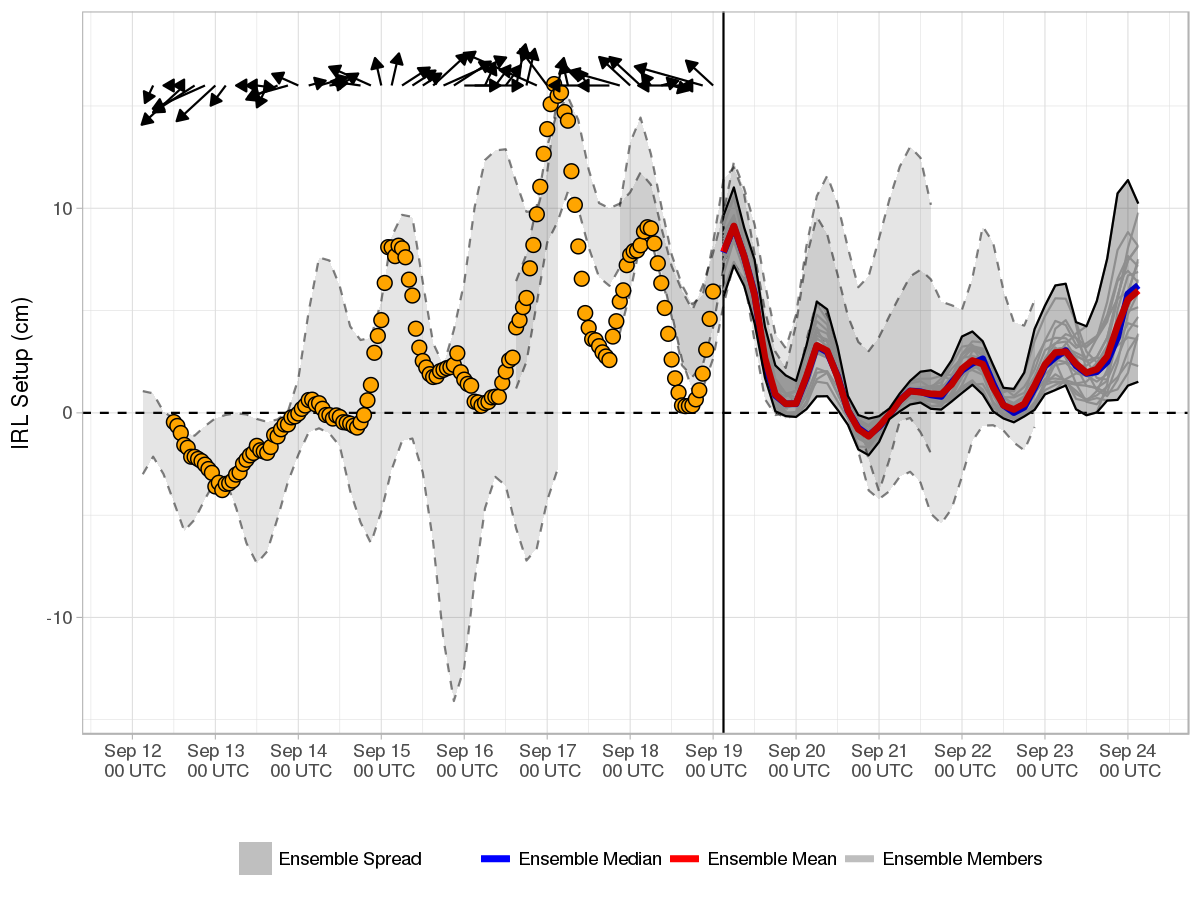 IRL Setup (cm)
10
0
-10
Sep 12 Sep 13 Sep 14 Sep 15 Sep 16 Sep 17 Sep 18 Sep 19 Sep 20 Sep 21 Sep 22 Sep 23 Sep 24
00 UTC 00 UTC 00 UTC 00 UTC 00 UTC 00 UTC 00 UTC 00 UTC 00 UTC 00 UTC 00 UTC 00 UTC 00 UTC
Ensemble Spread Ensemble Median Ensemble Mean Ensemble Members